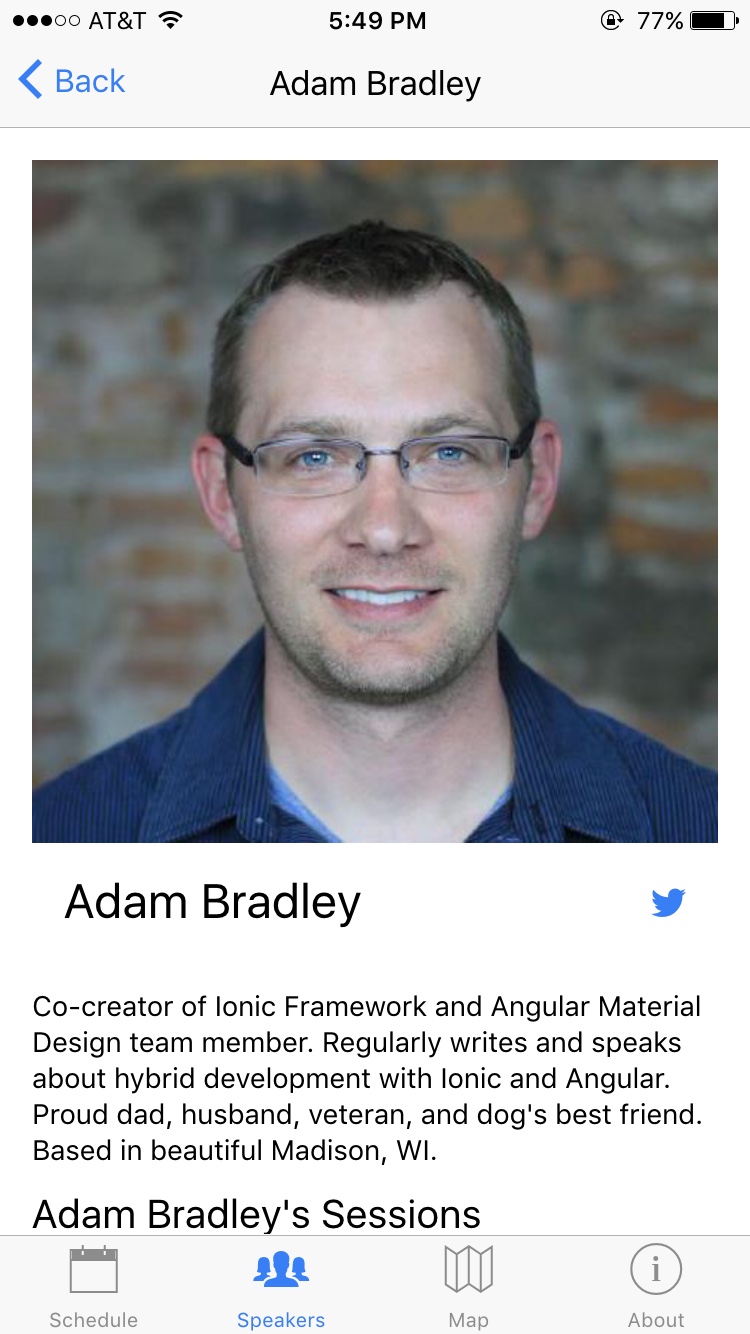 AT&T 5:49 PM 77%
Back Adam Bradley
Adam Bradley
Co-creator of Ionic Framework and Angular Material
Design team member. Regularly writes and speaks
about hybrid development with Ionic and Angular.
Proud dad, husband, veteran, and dog's best friend.
Based in beautiful Madison, WI.
Adam Bradley's Sessions
Schedule Speakers Map About